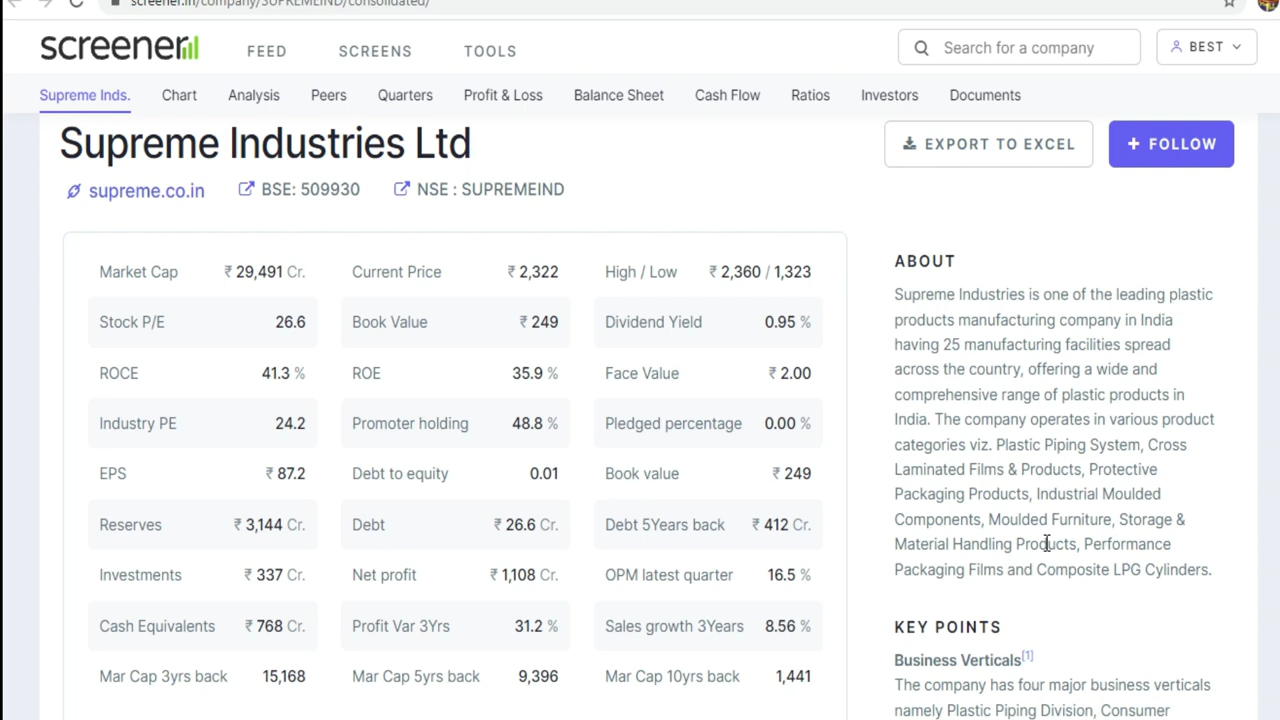 screener.in/company/SUPREMEIND/consolidated/
screener
FEED SCREENS TOOLS
Search for a company
BEST
Supreme Inds. Chart Analysis Peers Quarters Profit & Loss Balance Sheet Cash Flow Ratios Investors Documents
Supreme Industries Ltd
EXPORT TO EXCEL
+ FOLLOW
supreme.co.in BSE: 509930 NSE : SUPREMEIND
Market Cap ₹ 29,491 Cr. Current Price ₹ 2,322 High / Low ₹ 2,360 / 1,323
Stock P/E 26.6 Book Value ₹ 249 Dividend Yield 0.95 %
ROCE 41.3 % ROE 35.9 % Face Value ₹ 2.00
Industry PE 24.2 Promoter holding 48.8 % Pledged percentage 0.00 %
EPS ₹ 87.2 Debt to equity 0.01 Book value ₹ 249
Reserves ₹ 3,144 Cr. Debt ₹ 26.6 Cr. Debt 5Years back ₹ 412 Cr.
Investments ₹ 337 Cr. Net profit ₹ 1,108 Cr. OPM latest quarter 16.5 %
Cash Equivalents ₹ 768 Cr. Profit Var 3Yrs 31.2 % Sales growth 3Years 8.56 %
Mar Cap 3yrs back 15,168 Mar Cap 5yrs back 9,396 Mar Cap 10yrs back 1,441
ABOUT
Supreme Industries is one of the leading plastic
products manufacturing company in India
having 25 manufacturing facilities spread
across the country, offering a wide and
comprehensive range of plastic products in
India. The company operates in various product
categories viz. Plastic Piping System, Cross
Laminated Films & Products, Protective
Packaging Products, Industrial Moulded
Components, Moulded Furniture, Storage &
Material Handling Products, Performance
Packaging Films and Composite LPG Cylinders.
KEY POINTS
Business Verticals[1]
The company has four major business verticals
namely Plastic Piping Division, Consumer